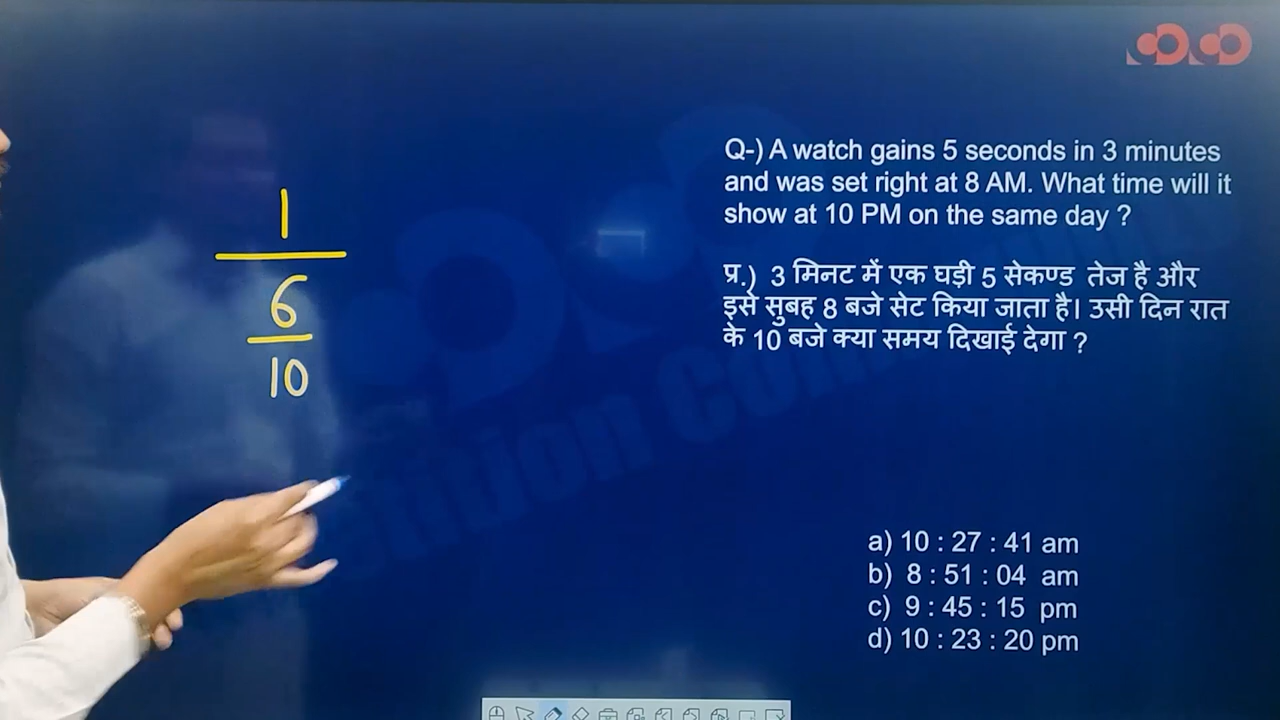 1
6
10
Q-) A watch gains 5 seconds in 3 minutes
and was set right at 8 AM. What time will it
show at 10 PM on the same day ?
प्र.) 3 मिनट में एक घड़ी 5 सेकण्ड तेज है और
इसे सुबह 8 बजे सेट किया जाता है। उसी दिन रात
के 10 बजे क्या समय दिखाई देगा ?
a) 10 : 27 : 41 am
b) 8 : 51 : 04 am
c) 9 : 45 : 15 pm
d) 10 : 23 : 20 pm